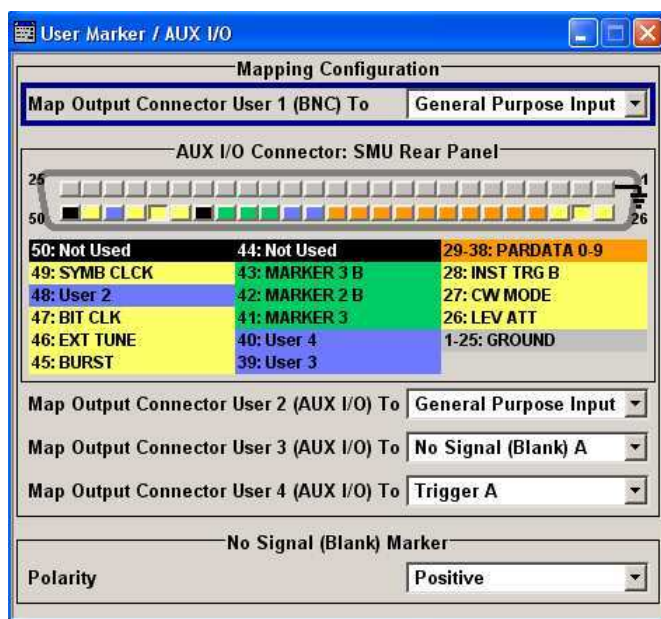 User Marker / AUX I/O
Mapping Configuration
Map Output Connector User 1 (BNC) To General Purpose Input
AUX I/O Connector: SMU Rear Panel
25 1
50 26
50: Not Used 44: Not Used 29-38: PARDATA 0-9
49: SYMB CLCK 43: MARKER 3 B 28: INST TRG B
48: User 2 42: MARKER 2 B 27: CW MODE
47: BIT CLK 41: MARKER 3 26: LEV ATT
46: EXT TUNE 40: User 4 1-25: GROUND
45: BURST 39: User 3
Map Output Connector User 2 (AUX I/O) To General Purpose Input
Map Output Connector User 3 (AUX I/O) To No Signal (Blank) A
Map Output Connector User 4 (AUX I/O) To Trigger A
No Signal (Blank) Marker
Polarity Positive